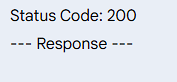 Status Code: 200
--- Response ---